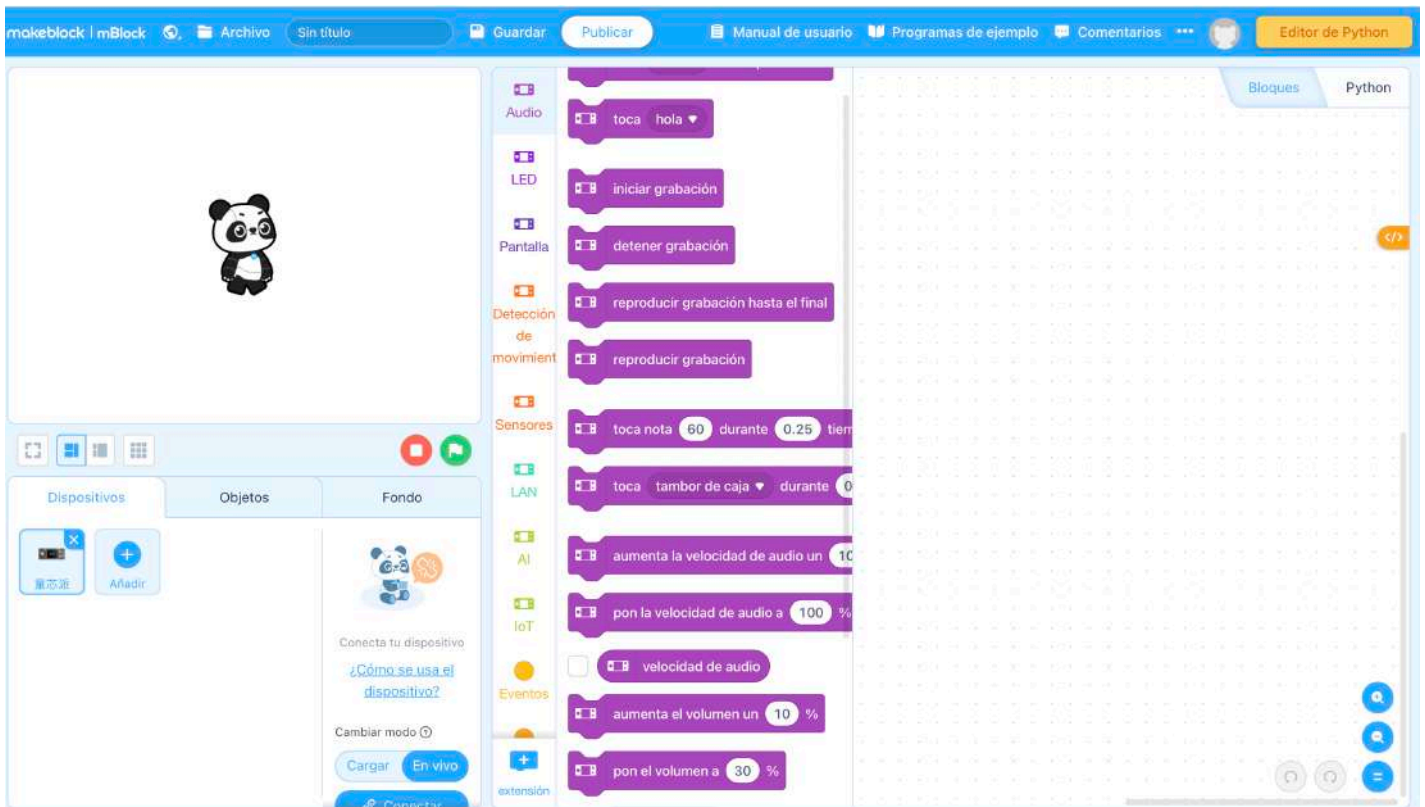 makeblock | mBlock
Archivo
Sin título
Guardar
Publicar
Manual de usuario
Programas de ejemplo
Comentarios
Editor de Python
Bloques
Python
</>
Audio
LED
Pantalla
Detección
de
movimient
Sensores
LAN
AI
IoT
Eventos
extensión
toca hola
iniciar grabación
detener grabación
reproducir grabación hasta el final
reproducir grabación
toca nota 60 durante 0.25 tiem
toca tambor de caja durante 0
aumenta la velocidad de audio un 10
pon la velocidad de audio a 100 %
velocidad de audio
aumenta el volumen un 10 %
pon el volumen a 30 %
Dispositivos
Objetos
Fondo
童芯派
Añadir
Conecta tu dispositivo
¿Cómo se usa el
dispositivo?
Cambiar modo
Cargar
En vivo
Conectar